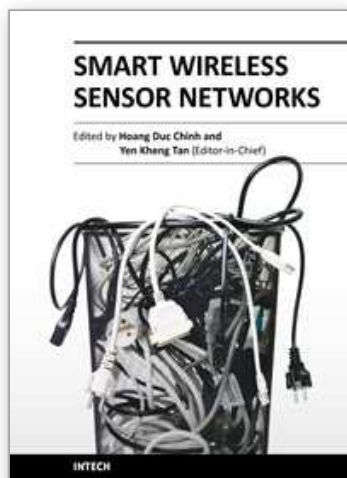 SMART WIRELESS
SENSOR NETWORKS
Edited by Hoang Duc Chinh and
Yen Kheng Tan (Editor-in-Chief)
INTECH